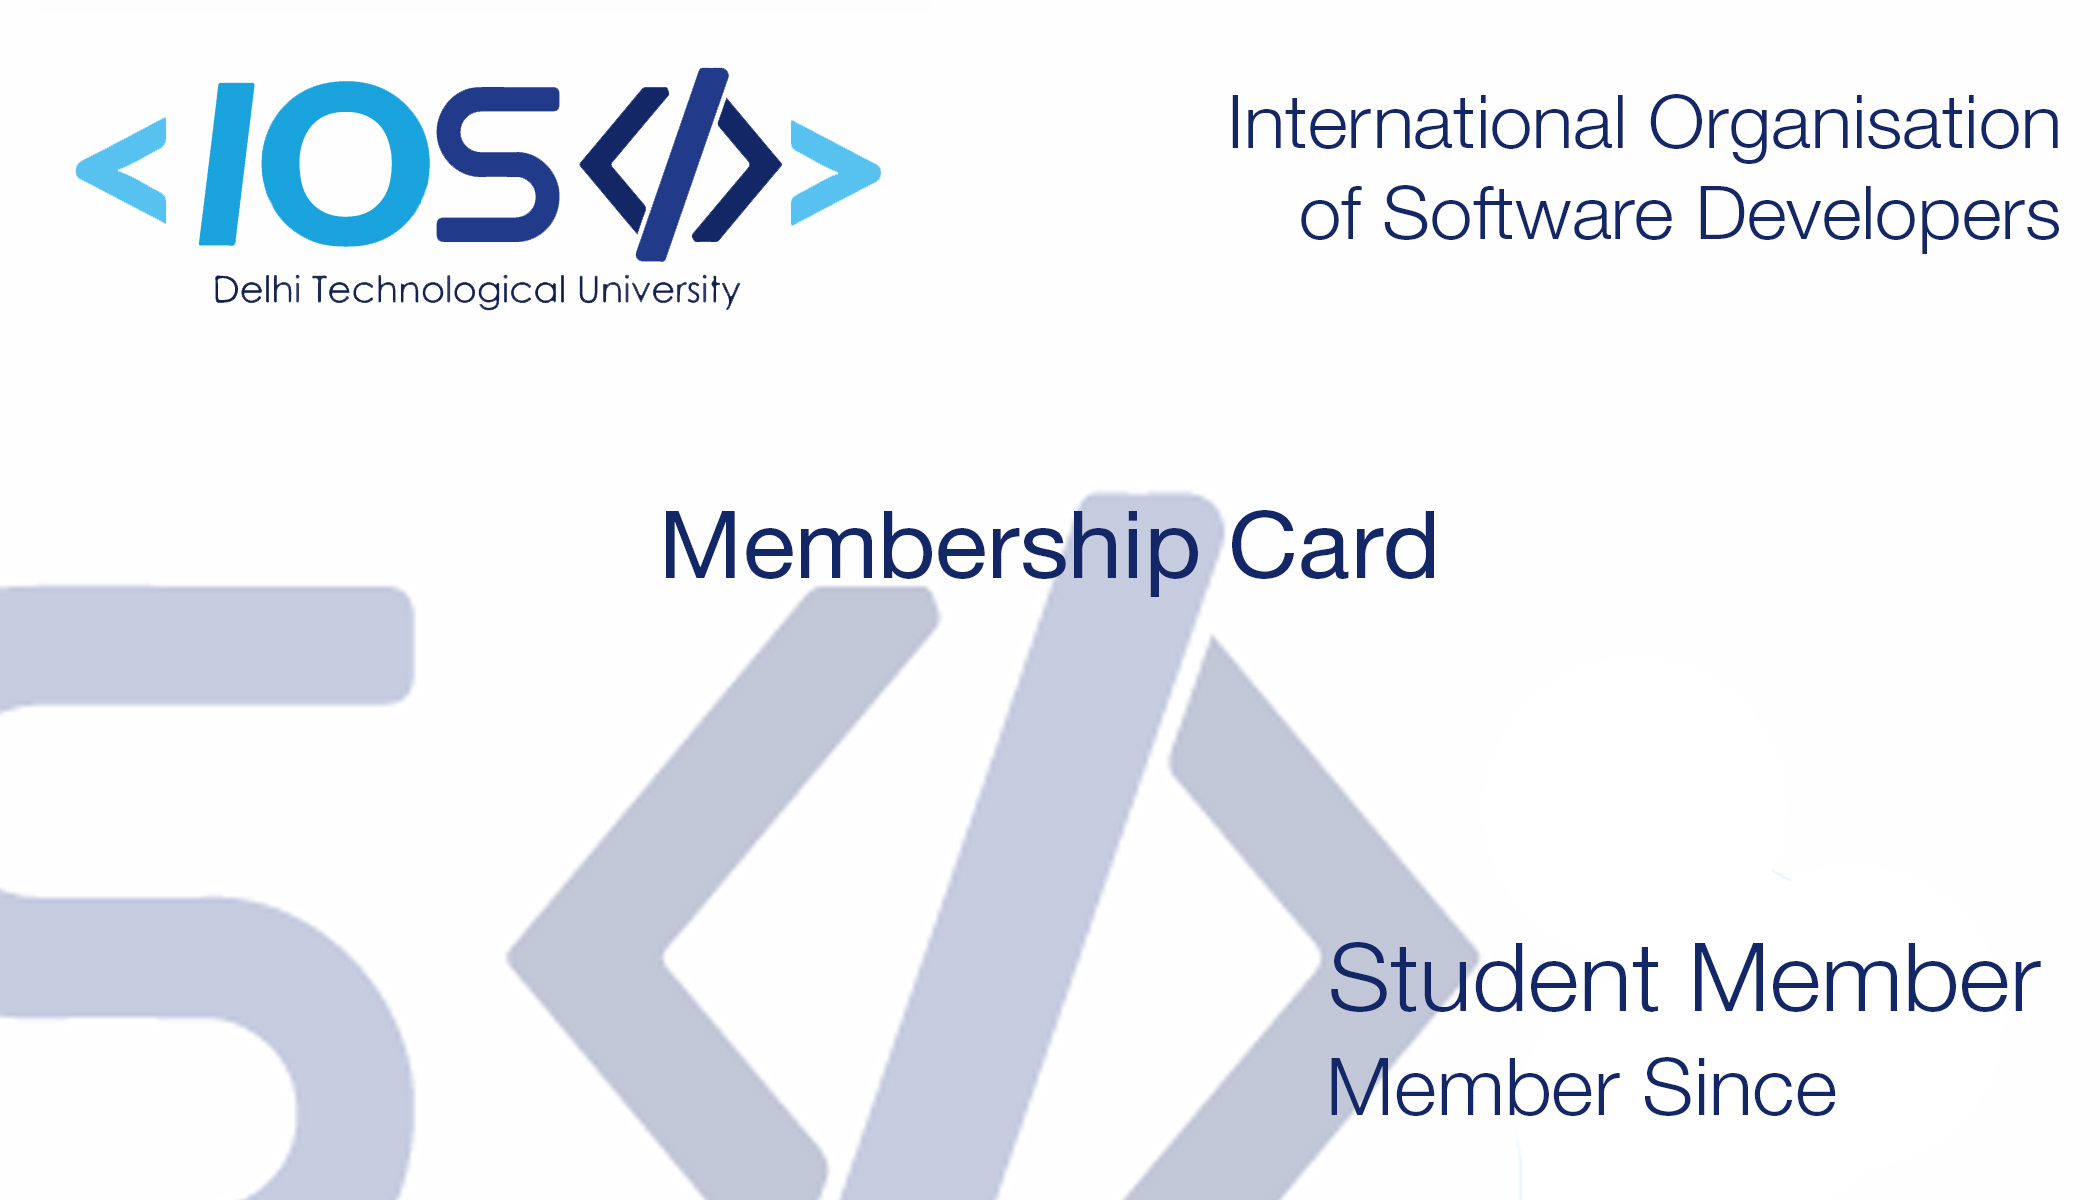 <IOS</>>
Delhi Technological University
International Organisation
of Software Developers
Membership Card
Student Member
Member Since